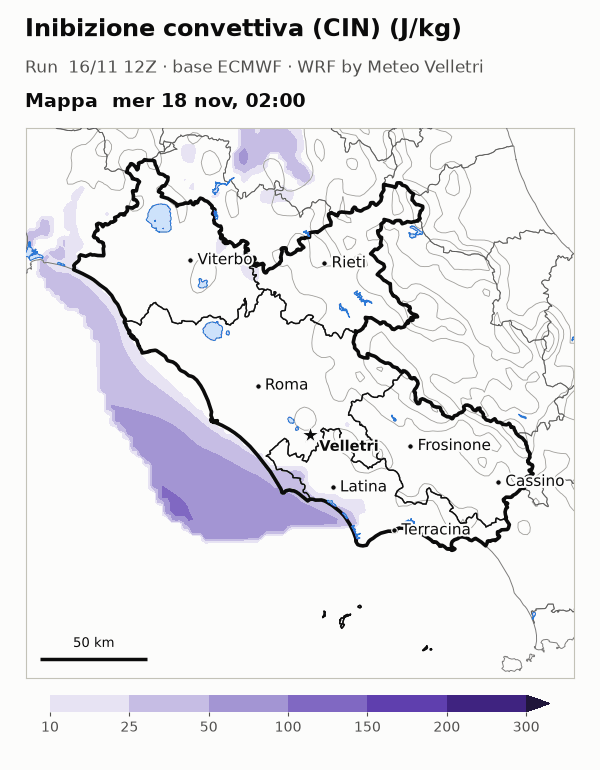 Inibizione convettiva (CIN) (J/kg)
Run  16/11 12Z · base ECMWF · WRF by Meteo Velletri
Mappa  mer 18 nov, 02:00
Viterbo
Rieti
Roma
Velletri
Frosinone
Cassino
Latina
Terracina
50 km
10 25 50 100 150 200 300